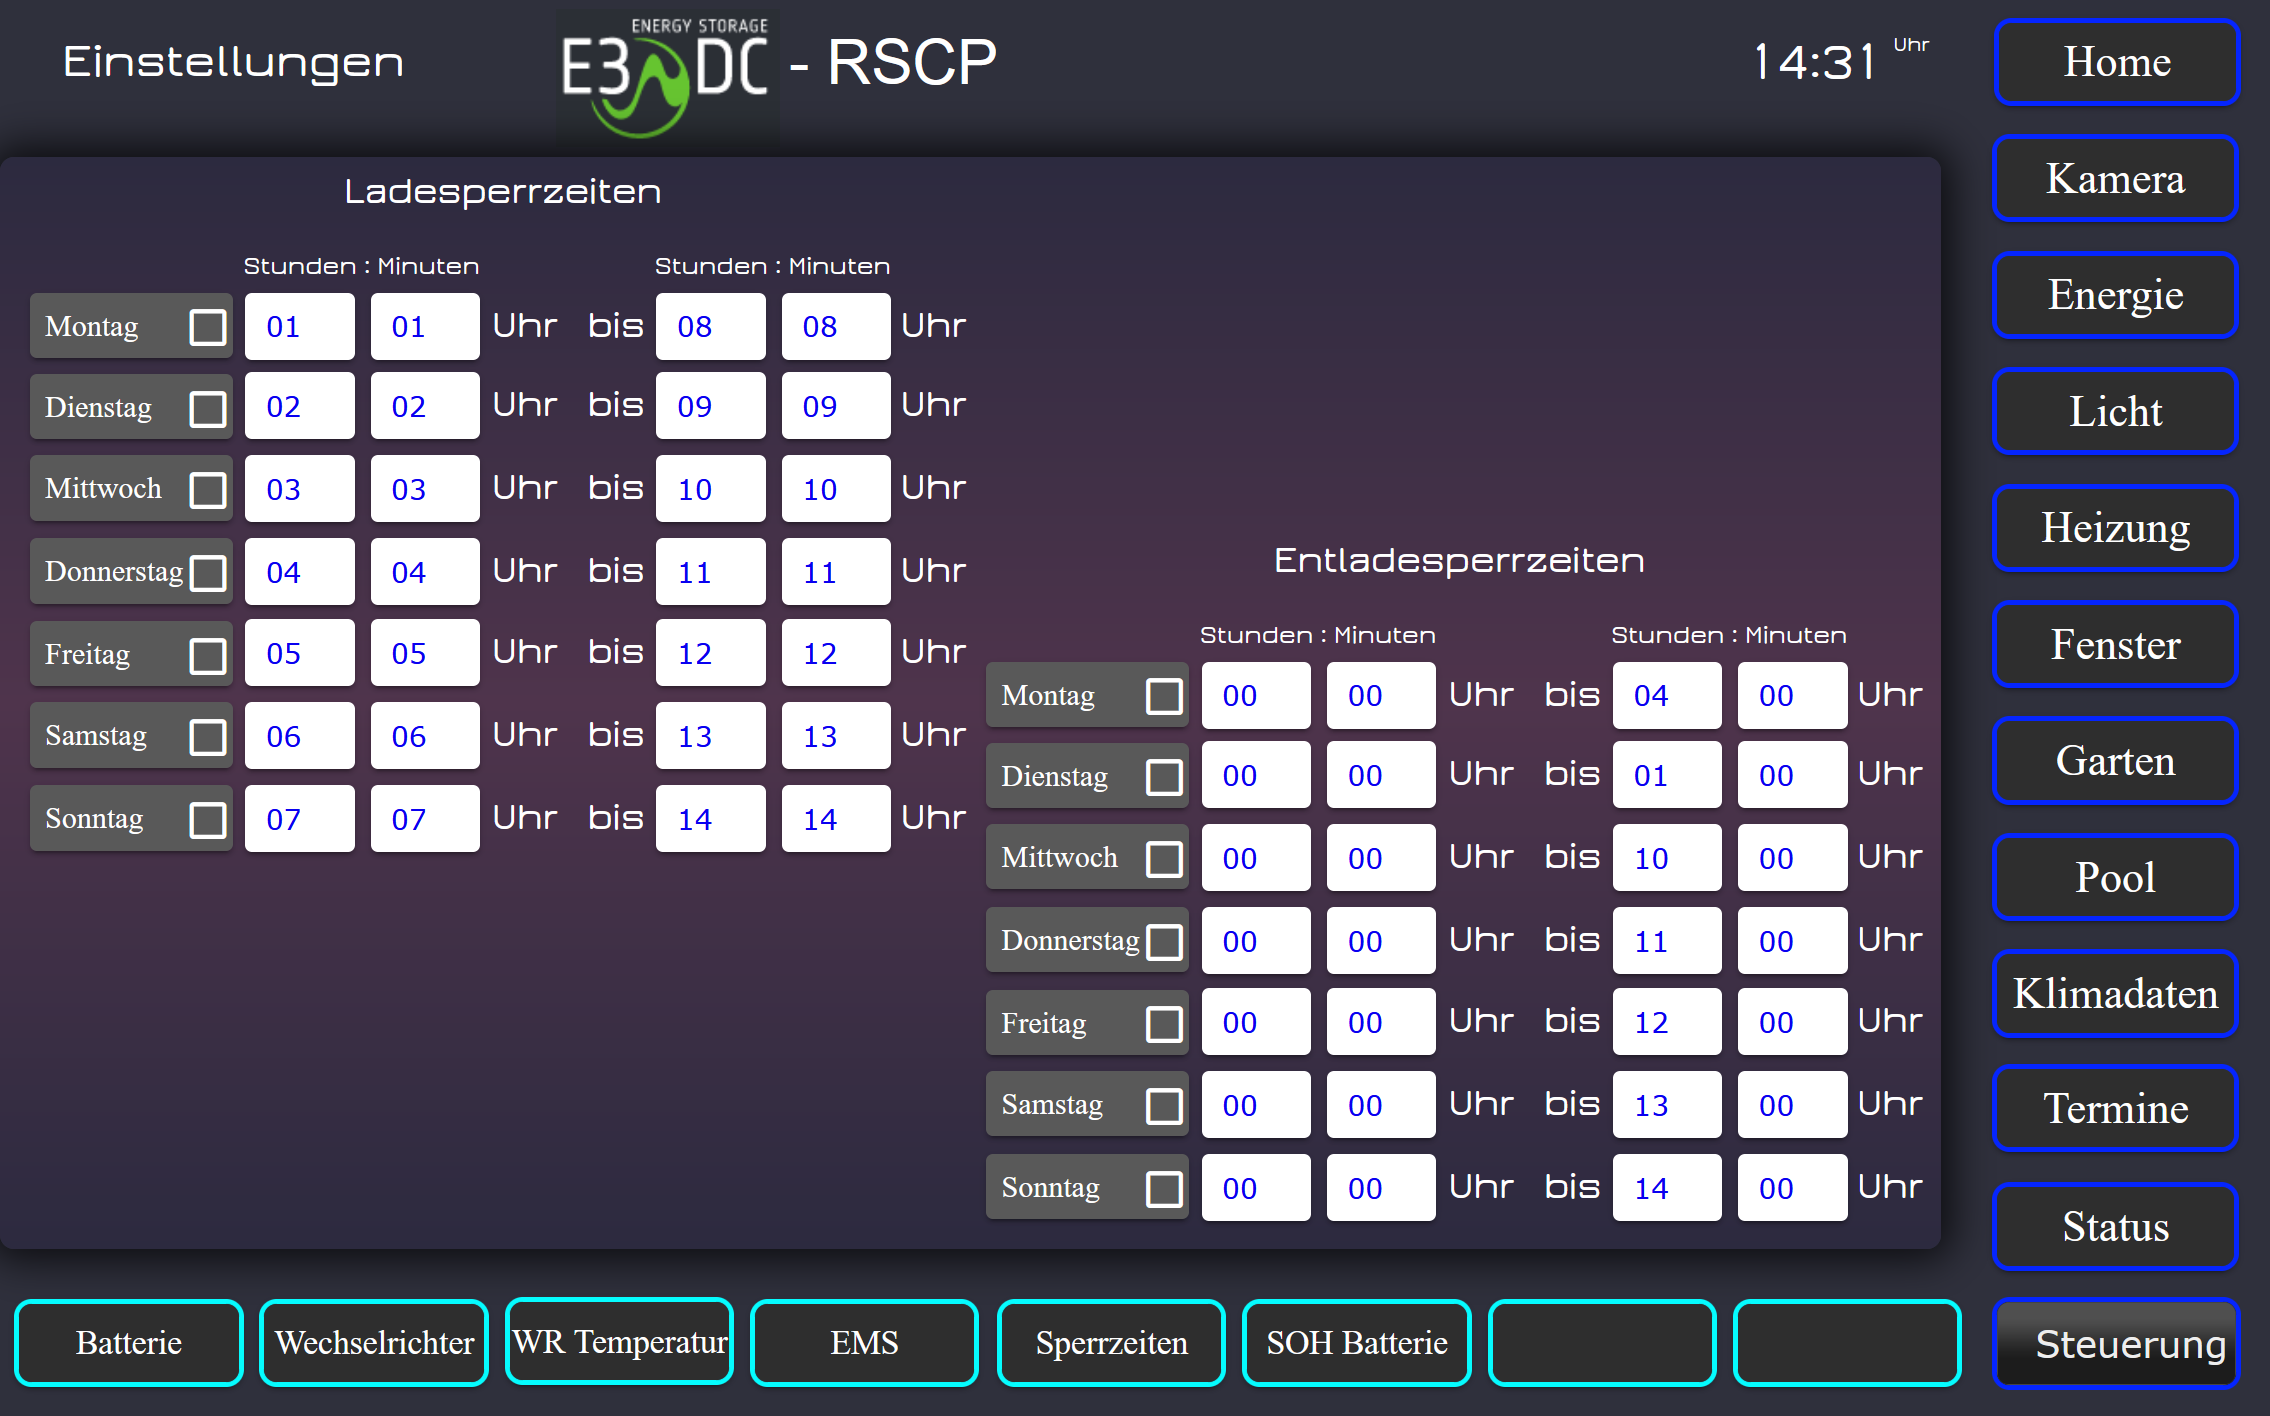 Einstellungen
ENERGY STORAGE
E3 DC - RSCP
14:31 Uhr
Ladesperrzeiten
Stunden : Minuten Stunden : Minuten
Montag 01 01 Uhr bis 08 08 Uhr
Dienstag 02 02 Uhr bis 09 09 Uhr
Mittwoch 03 03 Uhr bis 10 10 Uhr
Donnerstag 04 04 Uhr bis 11 11 Uhr
Freitag 05 05 Uhr bis 12 12 Uhr
Samstag 06 06 Uhr bis 13 13 Uhr
Sonntag 07 07 Uhr bis 14 14 Uhr
Entladesperrzeiten
Stunden : Minuten Stunden : Minuten
Montag 00 00 Uhr bis 04 00 Uhr
Dienstag 00 00 Uhr bis 01 00 Uhr
Mittwoch 00 00 Uhr bis 10 00 Uhr
Donnerstag 00 00 Uhr bis 11 00 Uhr
Freitag 00 00 Uhr bis 12 00 Uhr
Samstag 00 00 Uhr bis 13 00 Uhr
Sonntag 00 00 Uhr bis 14 00 Uhr
Home
Kamera
Energie
Licht
Heizung
Fenster
Garten
Pool
Klimadaten
Termine
Status
Steuerung
Batterie
Wechselrichter
WR Temperatur
EMS
Sperrzeiten
SOH Batterie